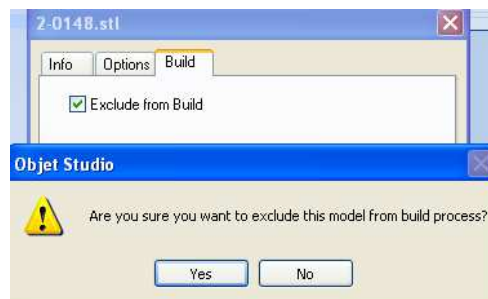 2-0148.stl
Info Options Build
Exclude from Build
Objet Studio
Are you sure you want to exclude this model from build process?
Yes No